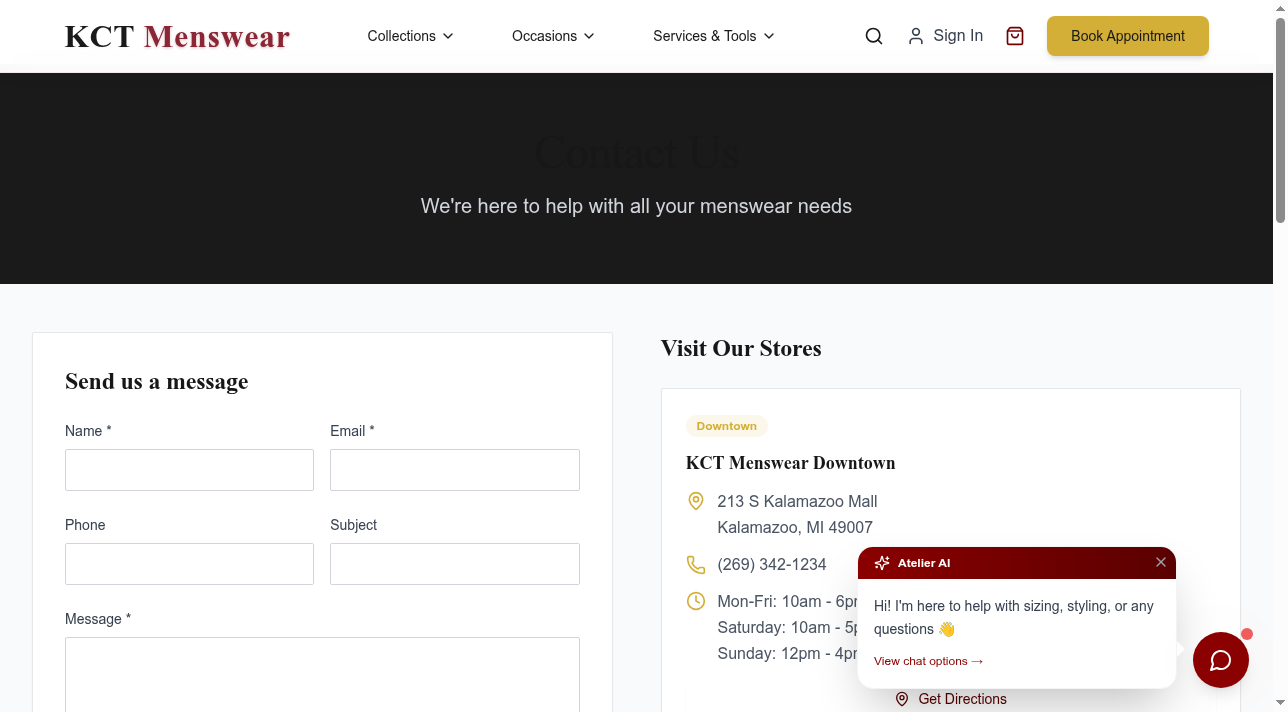 KCT Menswear
Collections
Occasions
Services & Tools
Sign In
Book Appointment
Contact Us
We're here to help with all your menswear needs
Send us a message
Name *
Email *
Phone
Subject
Message *
Visit Our Stores
Downtown
KCT Menswear Downtown
213 S Kalamazoo Mall
Kalamazoo, MI 49007
(269) 342-1234
Mon-Fri: 10am - 6p
Saturday: 10am - 5p
Sunday: 12pm - 4p
Get Directions
Atelier AI
Hi! I'm here to help with sizing, styling, or any
questions 👋
View chat options →